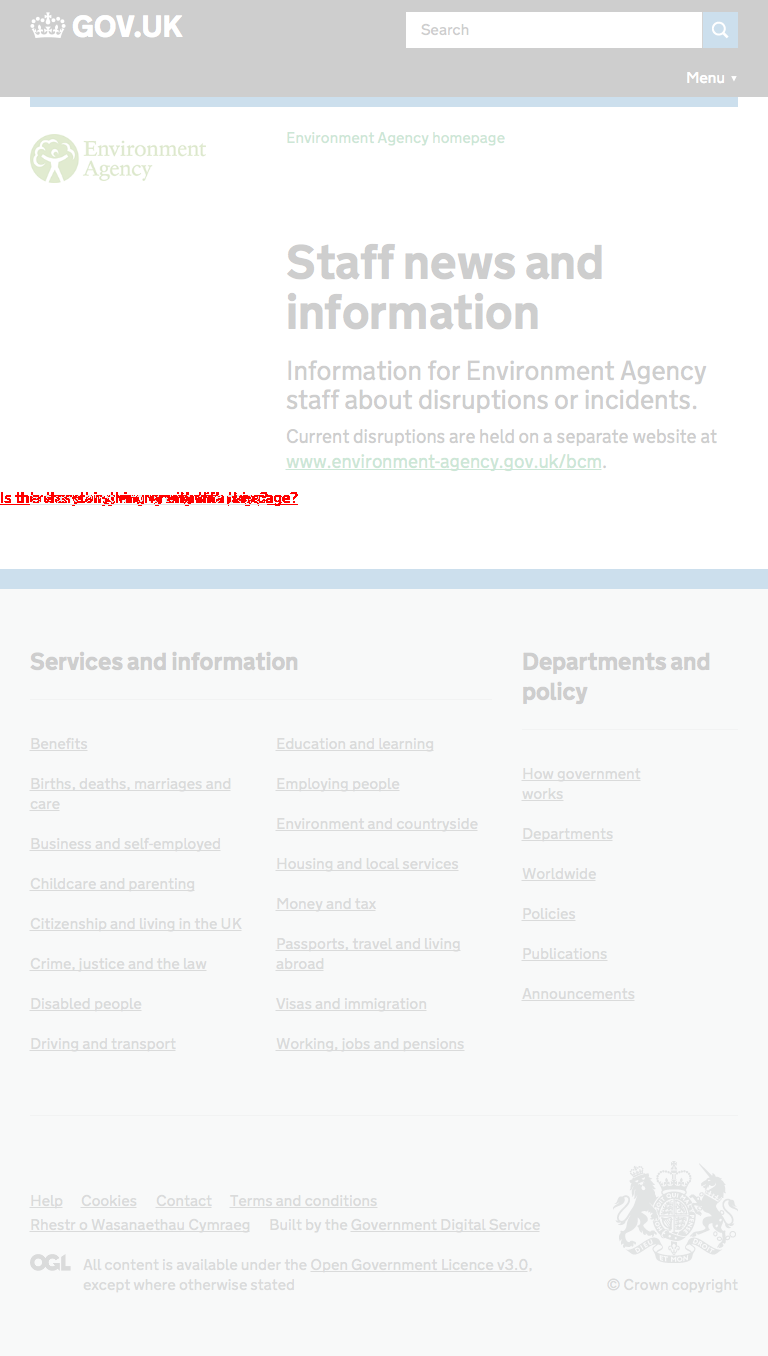 GOV.UK
Search
Menu ▼
Environment
Agency
Environment Agency homepage
Staff news and
information
Information for Environment Agency
staff about disruptions or incidents.
Current disruptions are held on a separate website at
www.environment-agency.gov.uk/bcm.
Services and information
Departments and
policy
Benefits
Births, deaths, marriages and
care
Business and self-employed
Childcare and parenting
Citizenship and living in the UK
Crime, justice and the law
Disabled people
Driving and transport
Education and learning
Employing people
Environment and countryside
Housing and local services
Money and tax
Passports, travel and living
abroad
Visas and immigration
Working, jobs and pensions
How government
works
Departments
Worldwide
Policies
Publications
Announcements
Help Cookies Contact Terms and conditions
Rhestr o Wasanaethau Cymraeg Built by the Government Digital Service
OGL All content is available under the Open Government Licence v3.0,
except where otherwise stated
© Crown copyright